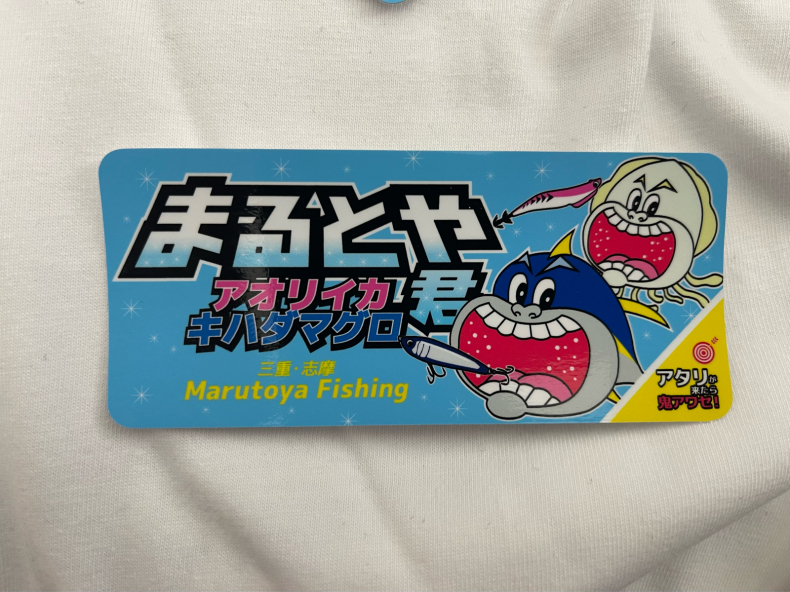 まるとや
アオリイカ君
キハダマグロ
三重・志摩
Marutoya Fishing
アタリが
来たら
鬼アワセ!